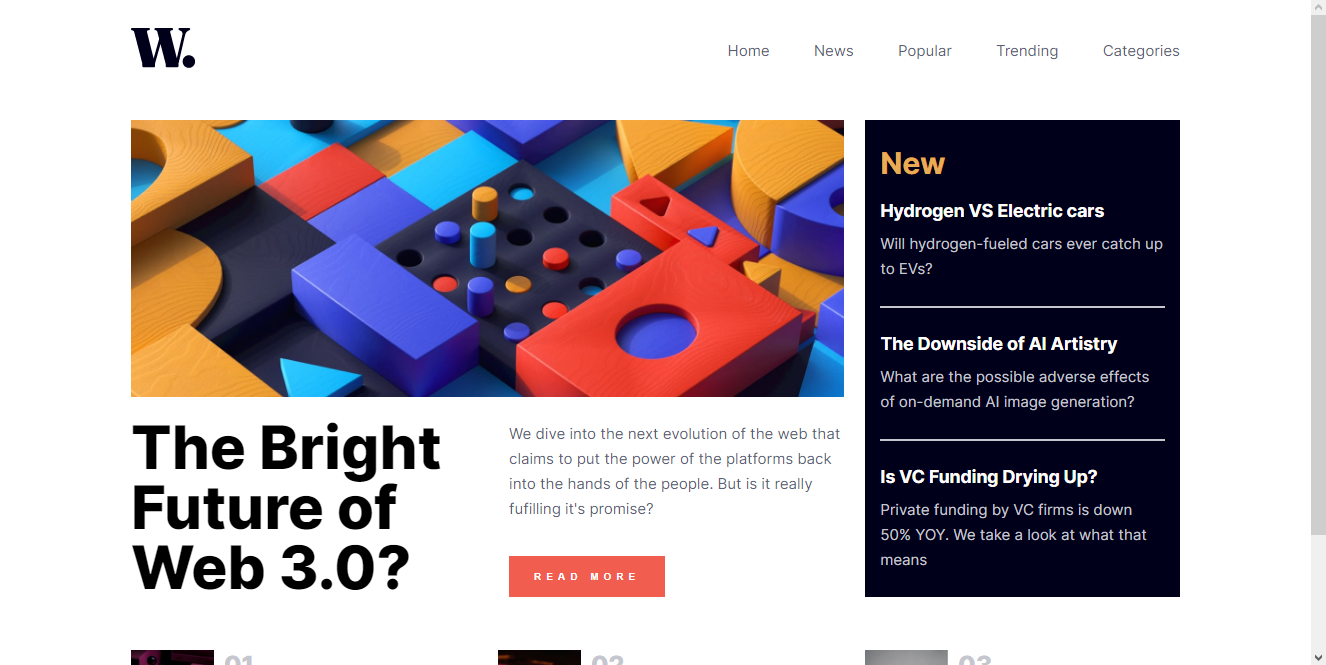 W.
Home News Popular Trending Categories
The Bright
Future of
Web 3.0?
We dive into the next evolution of the web that
claims to put the power of the platforms back
into the hands of the people. But is it really
fufilling it's promise?
READ MORE
New
Hydrogen VS Electric cars
Will hydrogen-fueled cars ever catch up
to EVs?
The Downside of AI Artistry
What are the possible adverse effects
of on-demand AI image generation?
Is VC Funding Drying Up?
Private funding by VC firms is down
50% YOY. We take a look at what that
means
01 02 03